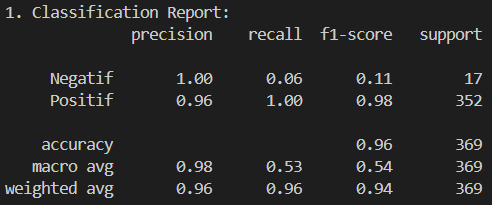 1. Classification Report:
precision recall f1-score support
Negatif 1.00 0.06 0.11 17
Positif 0.96 1.00 0.98 352
accuracy 0.96 369
macro avg 0.98 0.53 0.54 369
weighted avg 0.96 0.96 0.94 369